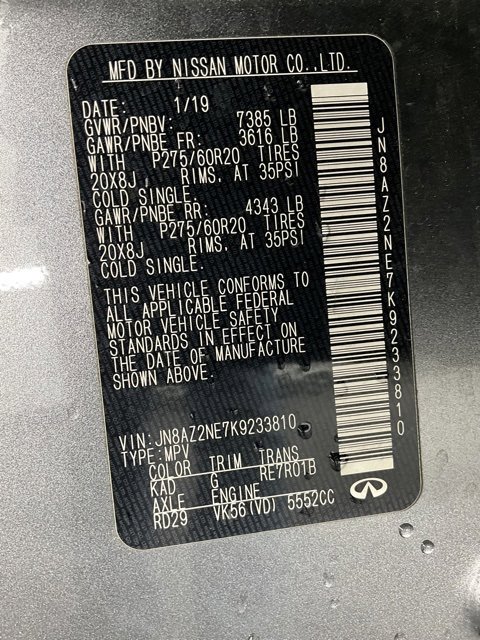 MFD BY NISSAN MOTOR CO.,LTD.
DATE: 1/19
GVWR/PNBV: 7385 LB
GAWR/PNBE FR: 3616 LB
WITH P275/60R20 TIRES
20X8J RIMS, AT 35PSI
COLD SINGLE.
GAWR/PNBE RR: 4343 LB
WITH P275/60R20 TIRES
20X8J RIMS, AT 35PSI
COLD SINGLE.
THIS VEHICLE CONFORMS TO
ALL APPLICABLE FEDERAL
MOTOR VEHICLE SAFETY
STANDARDS IN EFFECT ON
THE DATE OF MANUFACTURE
SHOWN ABOVE.
VIN:JN8AZ2NE7K9233810
TYPE:MPV
COLOR TRIM TRANS
KAD G RE7R01B
AXLE ENGINE
RD29 VK56(VD) 5552CC
JN8AZ2NE7K9233810